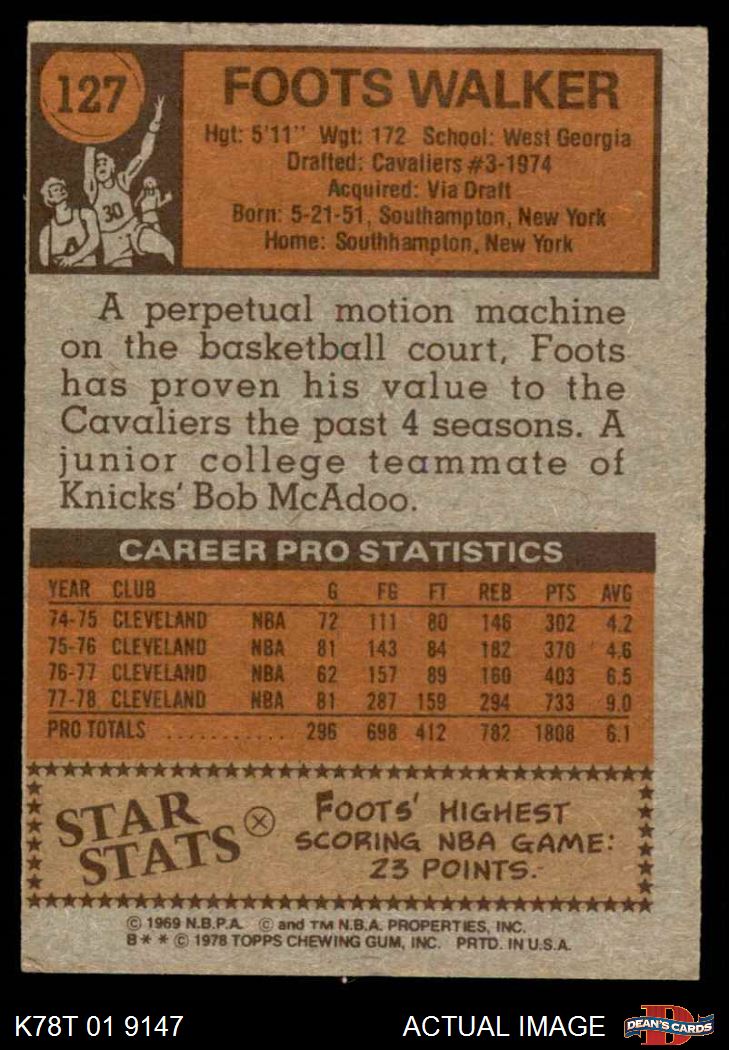 127
FOOTS WALKER
Hgt: 5'11" Wgt: 172 School: West Georgia
Drafted: Cavaliers #3-1974
Acquired: Via Draft
Born: 5-21-51, Southampton, New York
Home: Southhampton, New York
30
A perpetual motion machine
on the basketball court, Foots
has proven his value to the
Cavaliers the past 4 seasons. A
junior college teammate of
Knicks' Bob McAdoo.
CAREER PRO STATISTICS
YEAR CLUB G FG FT REB PTS AVG
74-75 CLEVELAND NBA 72 111 80 146 302 4.2
75-76 CLEVELAND NBA 81 143 84 182 370 4.6
76-77 CLEVELAND NBA 62 157 89 160 403 6.5
77-78 CLEVELAND NBA 81 287 159 294 733 9.0
PRO TOTALS ........... 296 698 412 782 1808 6.1
STAR
STATS
FOOTS' HIGHEST
SCORING NBA GAME:
23 POINTS.
© 1969 N.B.P.A. © and TM N.B.A. PROPERTIES, INC.
B * * © 1978 TOPPS CHEWING GUM, INC. PRTD. IN U.S.A.
K78T 01 9147
ACTUAL IMAGE
D
DEAN'S CARDS